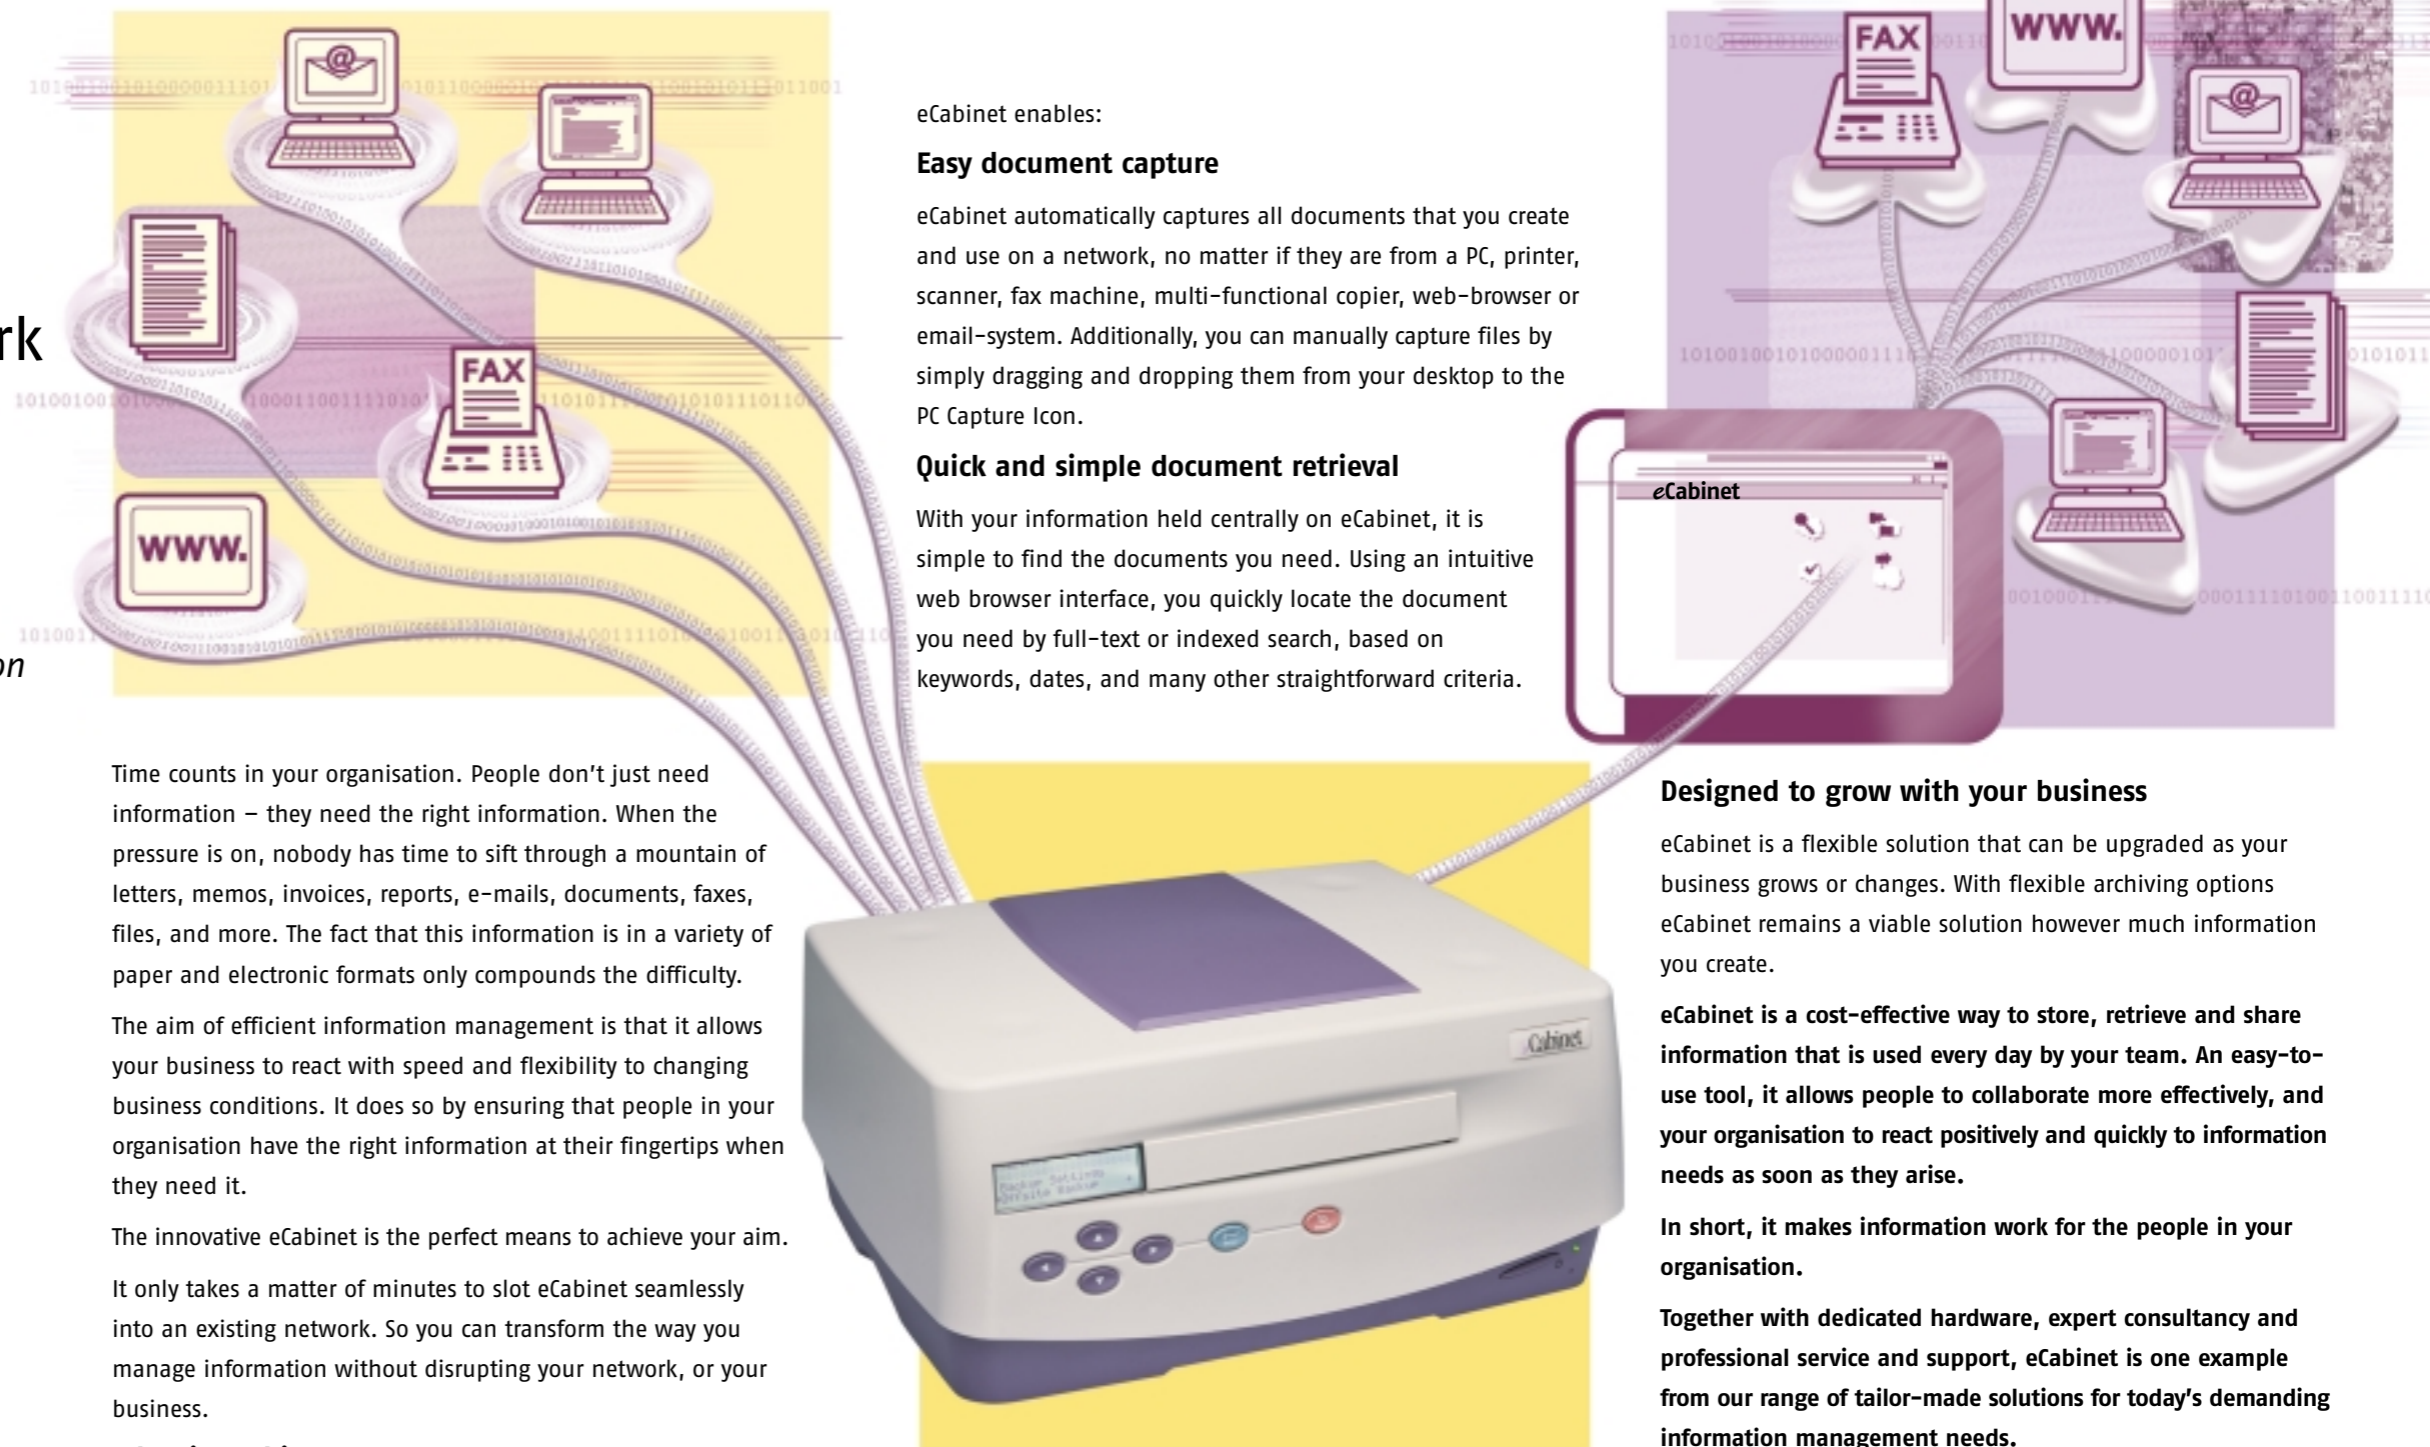 rk
on
FAX
WWW.
Time counts in your organisation. People don't just need
information – they need the right information. When the
pressure is on, nobody has time to sift through a mountain of
letters, memos, invoices, reports, e-mails, documents, faxes,
files, and more. The fact that this information is in a variety of
paper and electronic formats only compounds the difficulty.
The aim of efficient information management is that it allows
your business to react with speed and flexibility to changing
business conditions. It does so by ensuring that people in your
organisation have the right information at their fingertips when
they need it.
The innovative eCabinet is the perfect means to achieve your aim.
It only takes a matter of minutes to slot eCabinet seamlessly
into an existing network. So you can transform the way you
manage information without disrupting your network, or your
business.
eCabinet enables:
Easy document capture
eCabinet automatically captures all documents that you create
and use on a network, no matter if they are from a PC, printer,
scanner, fax machine, multi-functional copier, web-browser or
email-system. Additionally, you can manually capture files by
simply dragging and dropping them from your desktop to the
PC Capture Icon.
Quick and simple document retrieval
With your information held centrally on eCabinet, it is
simple to find the documents you need. Using an intuitive
web browser interface, you quickly locate the document
you need by full-text or indexed search, based on
keywords, dates, and many other straightforward criteria.
eCabinet
Backup Settings
Offsite Backup
FAX
WWW.
eCabinet
Designed to grow with your business
eCabinet is a flexible solution that can be upgraded as your
business grows or changes. With flexible archiving options
eCabinet remains a viable solution however much information
you create.
eCabinet is a cost-effective way to store, retrieve and share
information that is used every day by your team. An easy-to-
use tool, it allows people to collaborate more effectively, and
your organisation to react positively and quickly to information
needs as soon as they arise.
In short, it makes information work for the people in your
organisation.
Together with dedicated hardware, expert consultancy and
professional service and support, eCabinet is one example
from our range of tailor-made solutions for today's demanding
information management needs.